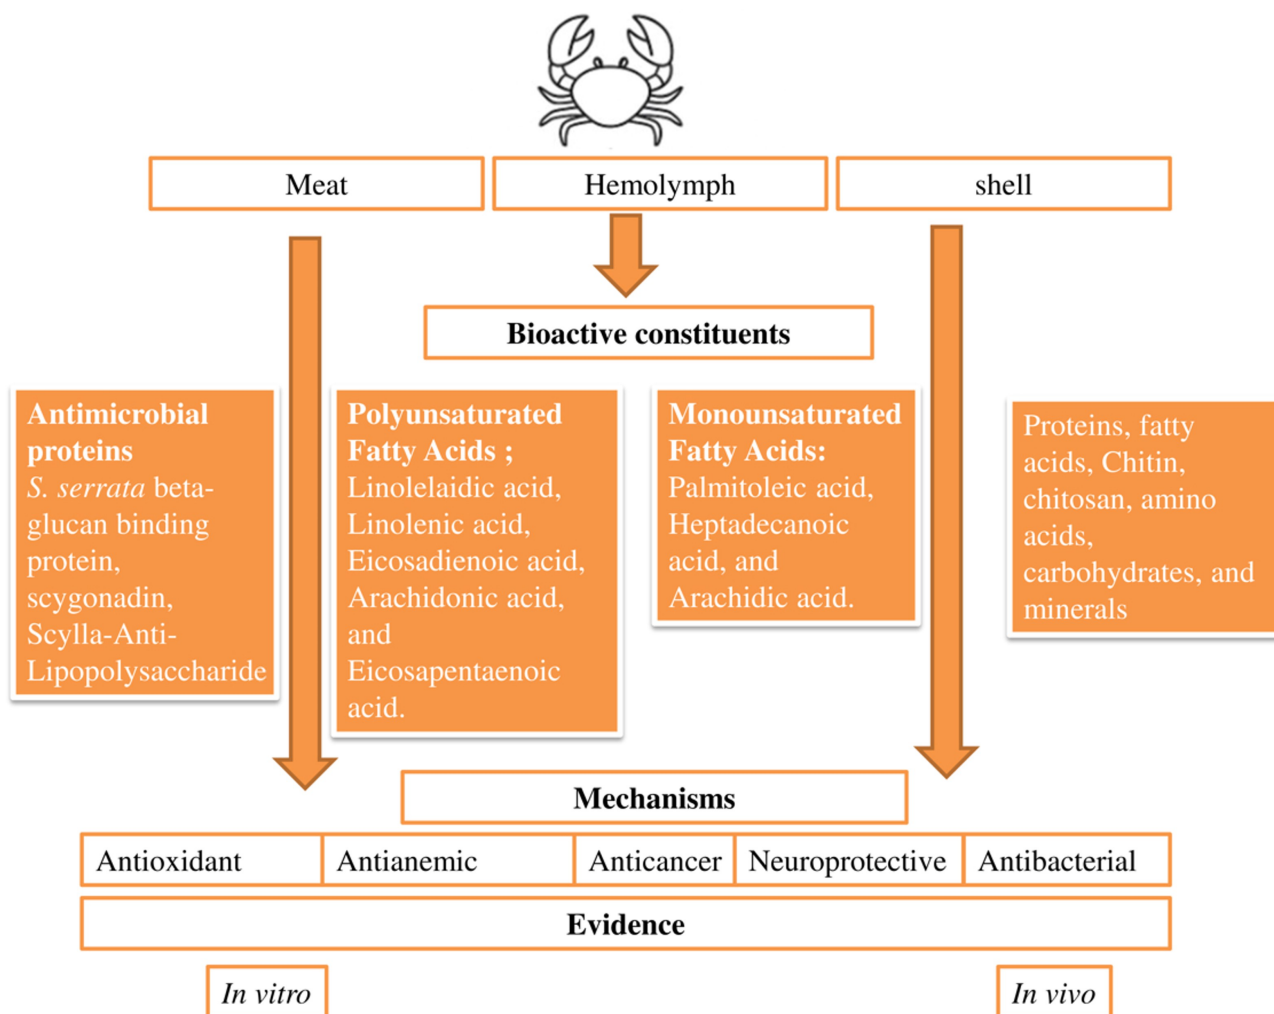 Meat
Hemolymph
shell
Bioactive constituents
Antimicrobial
proteins
S. serrata beta-
glucan binding
protein,
scygonadin,
Scylla-Anti-
Lipopolysaccharide
Polyunsaturated
Fatty Acids ;
Linolelaidic acid,
Linolenic acid,
Eicosadienoic acid,
Arachidonic acid,
and
Eicosapentaenoic
acid.
Monounsaturated
Fatty Acids:
Palmitoleic acid,
Heptadecanoic
acid, and
Arachidic acid.
Proteins, fatty
acids, Chitin,
chitosan, amino
acids,
carbohydrates, and
minerals
Mechanisms
Antioxidant
Antianemic
Anticancer
Neuroprotective
Antibacterial
Evidence
In vitro
In vivo